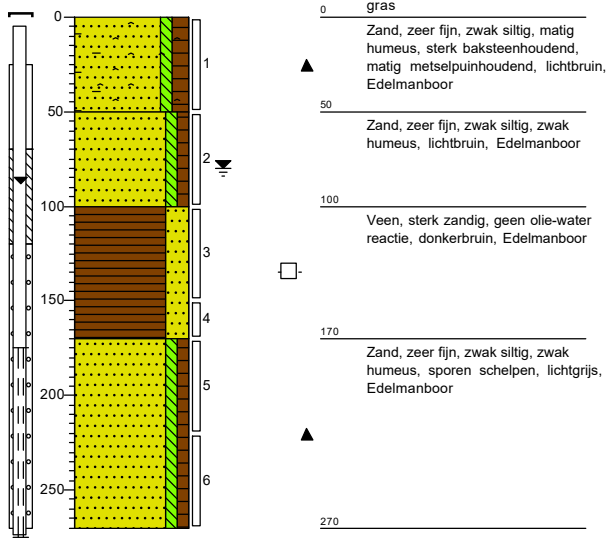 0
50
100
150
200
250
1
2
3
4
5
6
0
gras
Zand, zeer fijn, zwak siltig, matig
humeus, sterk baksteenhoudend,
matig metselpuinhoudend, lichtbruin,
Edelmanboor
50
Zand, zeer fijn, zwak siltig, zwak
humeus, lichtbruin, Edelmanboor
100
Veen, sterk zandig, geen olie-water
reactie, donkerbruin, Edelmanboor
170
Zand, zeer fijn, zwak siltig, zwak
humeus, sporen schelpen, lichtgrijs,
Edelmanboor
270